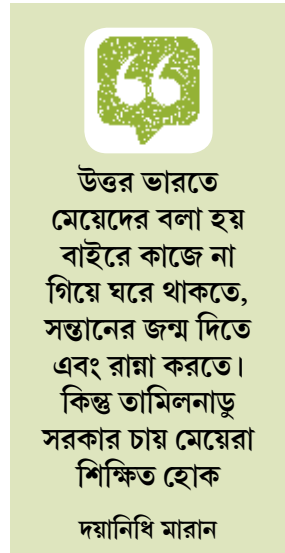 উত্তর ভারতে
মেয়েদের বলা হয়
বাইরে কাজে না
গিয়ে ঘরে থাকতে,
সন্তানের জন্ম দিতে
এবং রান্না করতে।
কিন্তু তামিলনাড়ু
সরকার চায় মেয়েরা
শিক্ষিত হোক
দয়ানিধি মারান